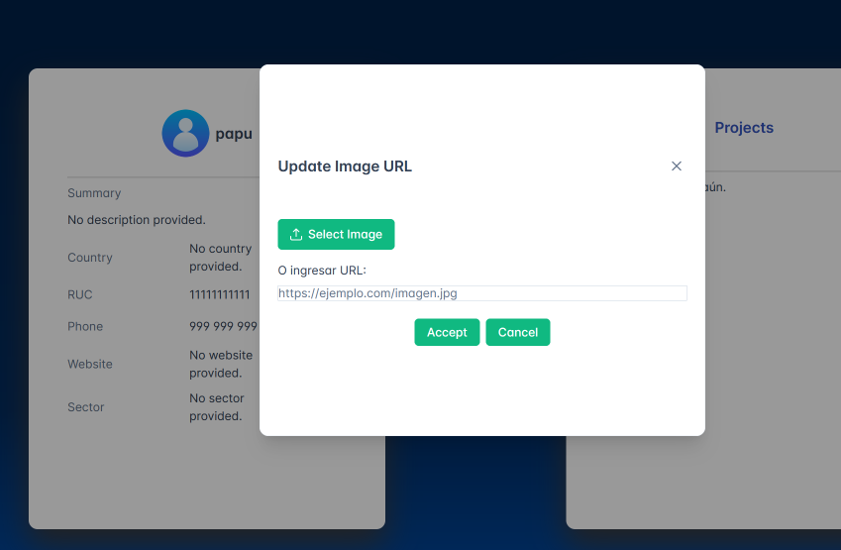 papu
Summary
No description provided.
Country
No country
provided.
RUC
11111111111
Phone
999 999 999
Website
No website
provided.
Sector
No sector
provided.
Update Image URL
Select Image
O ingresar URL:
https://ejemplo.com/imagen.jpg
Accept
Cancel
Projects
aún.